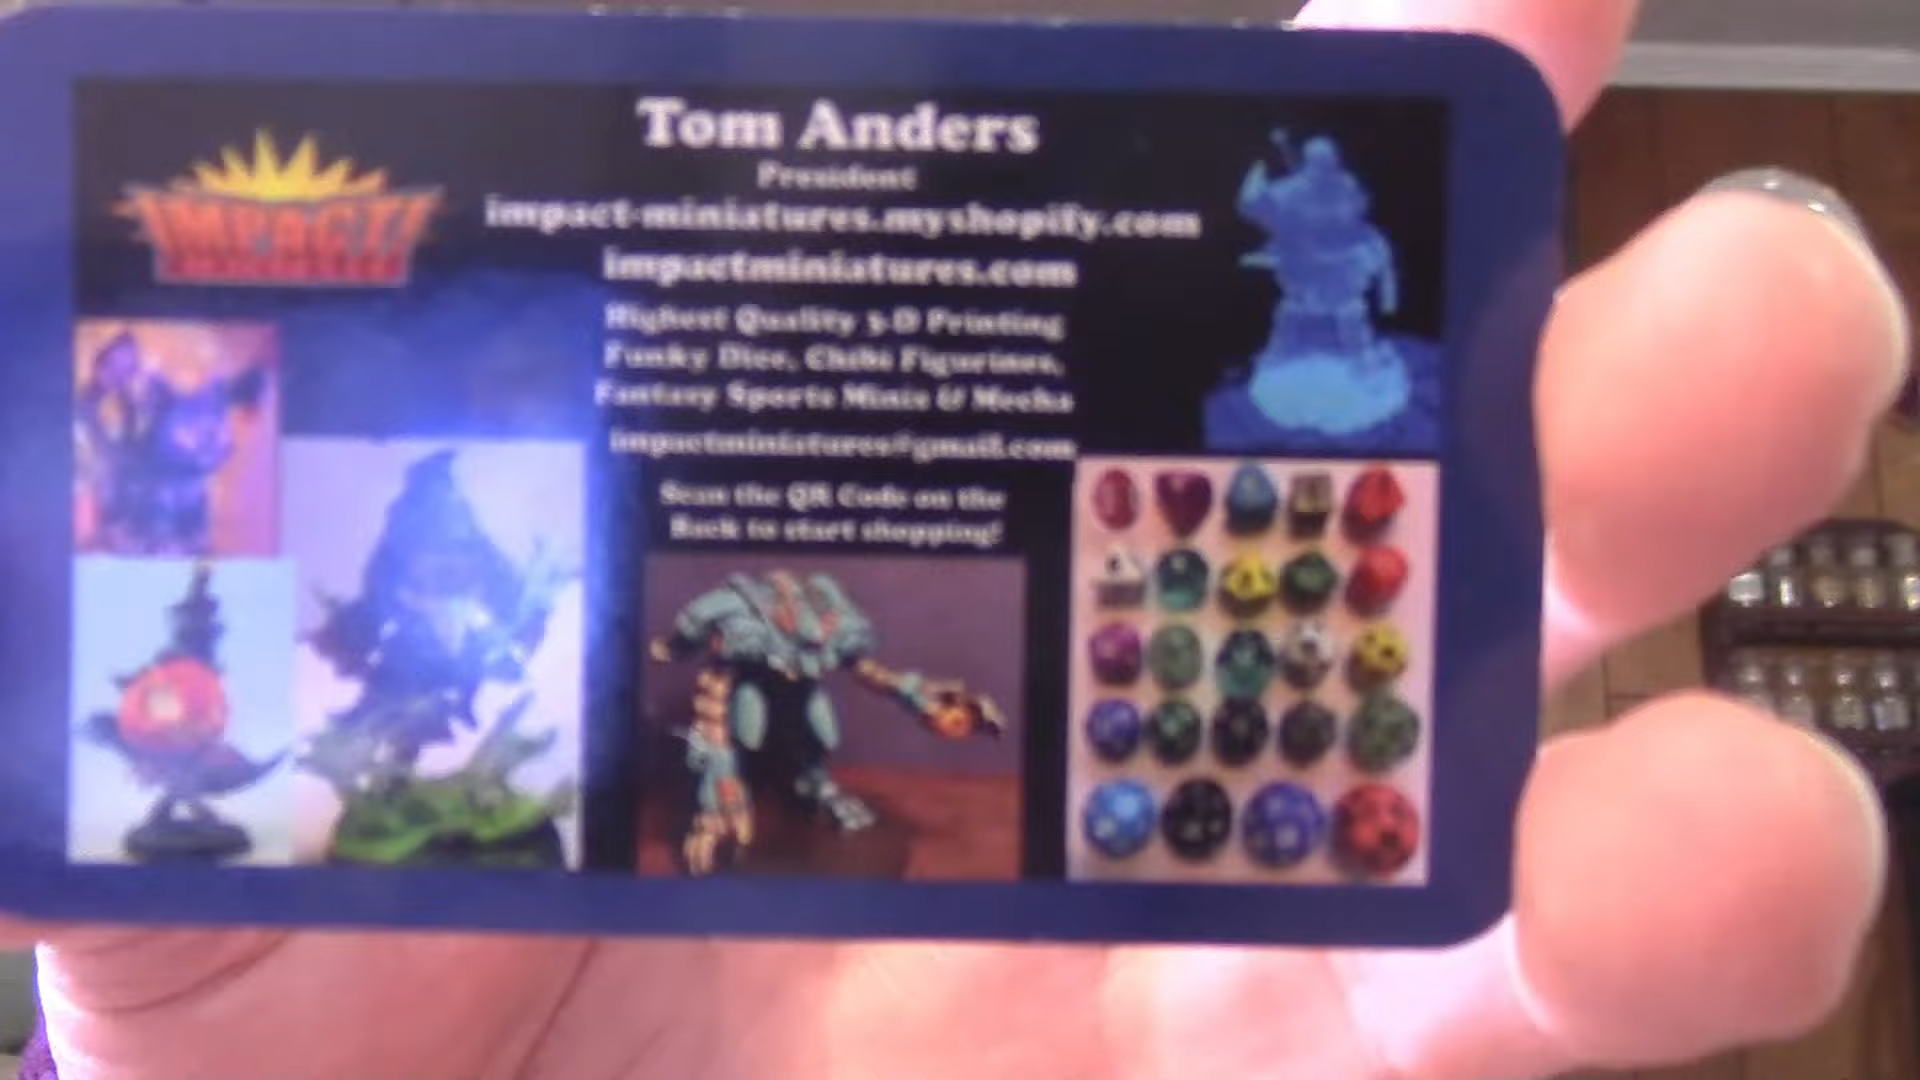 IMPACT!
Tom Anders
President
impact-miniatures.myshopify.com
impactminiatures.com
Highest Quality 3-D Printing
Funky Dice, Chibi Figurines,
Fantasy Sports Minis & Mecha
impactminiatures@gmail.com
Scan the QR Code on the
Back to start shopping!